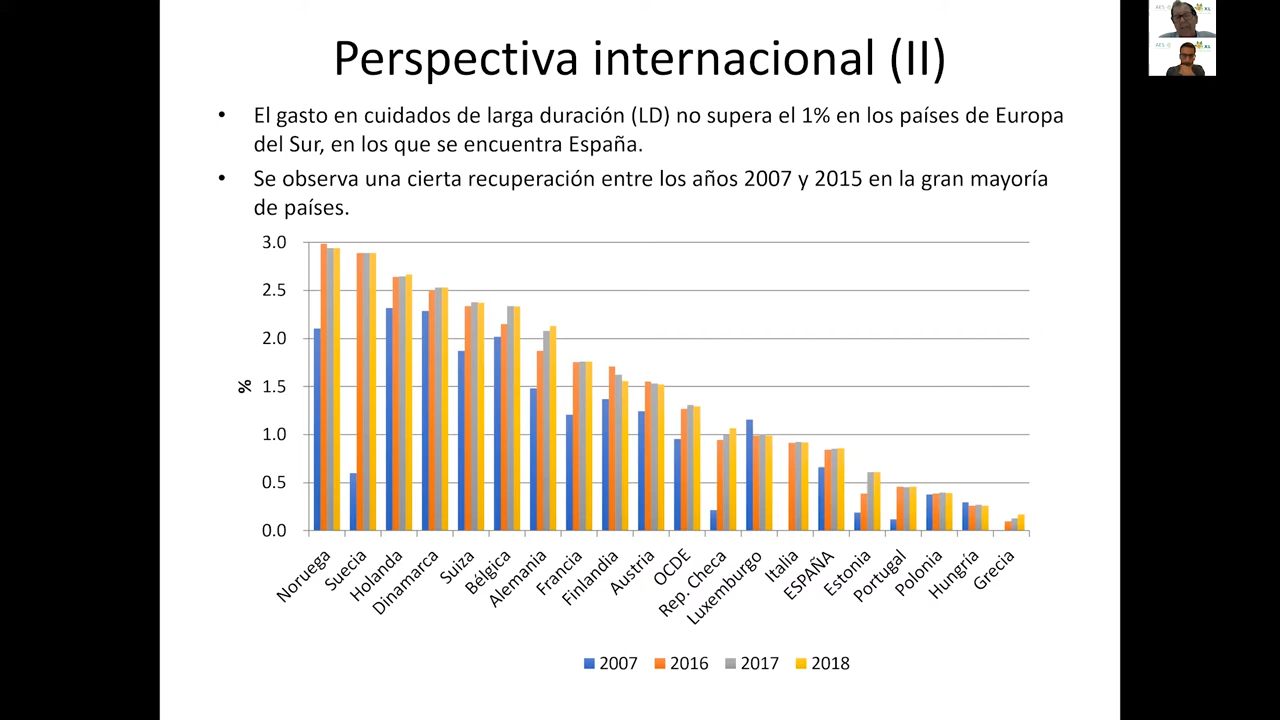 Perspectiva internacional (II)
• El gasto en cuidados de larga duración (LD) no supera el 1% en los países de Europa
del Sur, en los que se encuentra España.
• Se observa una cierta recuperación entre los años 2007 y 2015 en la gran mayoría
de países.
3.0
2.5
2.0
1.5
1.0
0.5
0.0
%
Noruega
Suecia
Holanda
Dinamarca
Suiza
Bélgica
Alemania
Francia
Finlandia
Austria
OCDE
Rep. Checa
Luxemburgo
Italia
ESPAÑA
Estonia
Portugal
Polonia
Hungría
Grecia
2007 2016 2017 2018
AES XL
AES XL